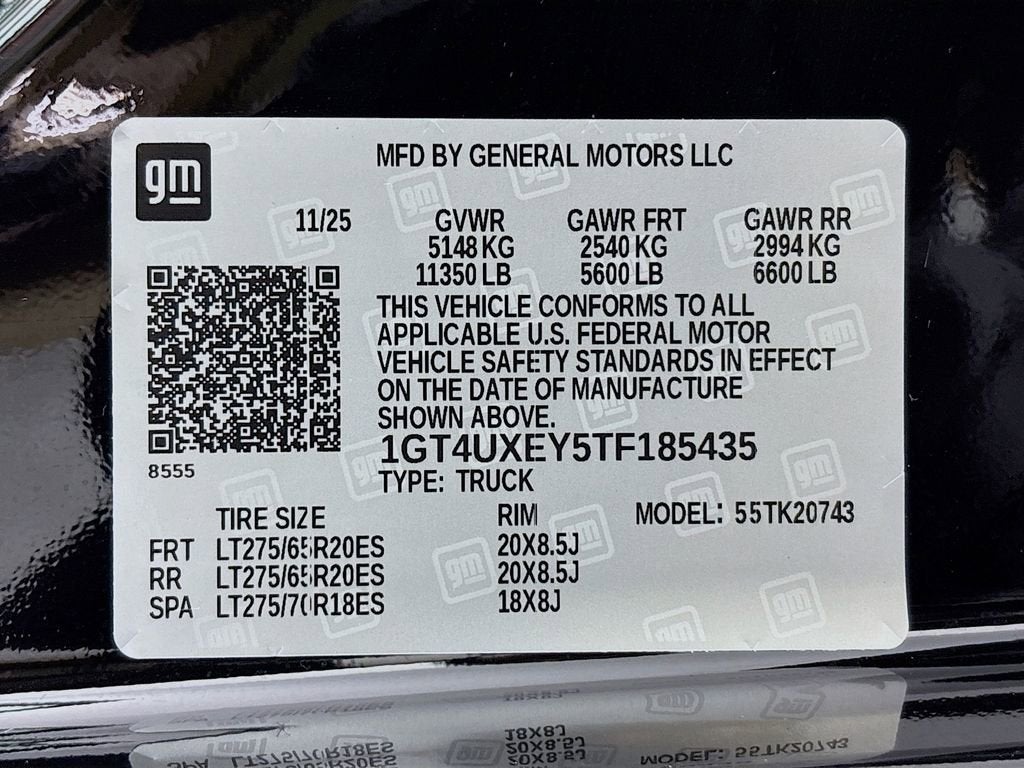 gm
MFD BY GENERAL MOTORS LLC
11/25 GVWR GAWR FRT GAWR RR
5148 KG 2540 KG 2994 KG
11350 LB 5600 LB 6600 LB
THIS VEHICLE CONFORMS TO ALL
APPLICABLE U.S. FEDERAL MOTOR
VEHICLE SAFETY STANDARDS IN EFFECT
ON THE DATE OF MANUFACTURE
SHOWN ABOVE.
1GT4UXEY5TF185435
8555
TYPE: TRUCK
TIRE SIZE RIM MODEL: 55TK20743
FRT LT275/65R20ES 20X8.5J
RR LT275/65R20ES 20X8.5J
SPA LT275/70R18ES 18X8J